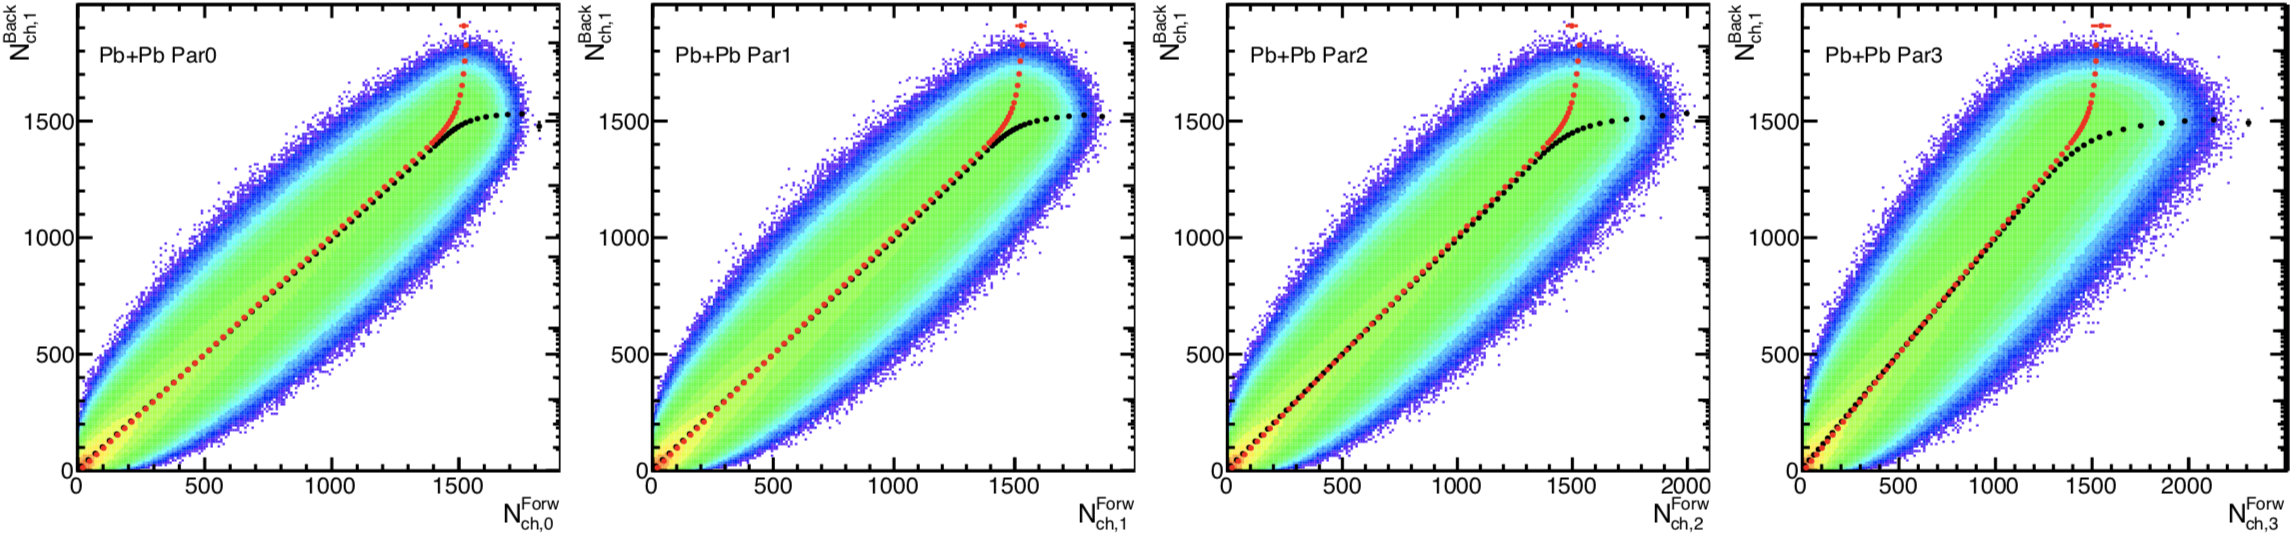 N^Back_ch,1
Pb+Pb Par0
1500
1000
500
0
0 500 1000 1500
N^Forw_ch,0
N^Back_ch,1
Pb+Pb Par1
1500
1000
500
0
0 500 1000 1500
N^Forw_ch,1
N^Back_ch,1
Pb+Pb Par2
1500
1000
500
0
0 500 1000 1500 2000
N^Forw_ch,2
N^Back_ch,1
Pb+Pb Par3
1500
1000
500
0
0 500 1000 1500 2000
N^Forw_ch,3